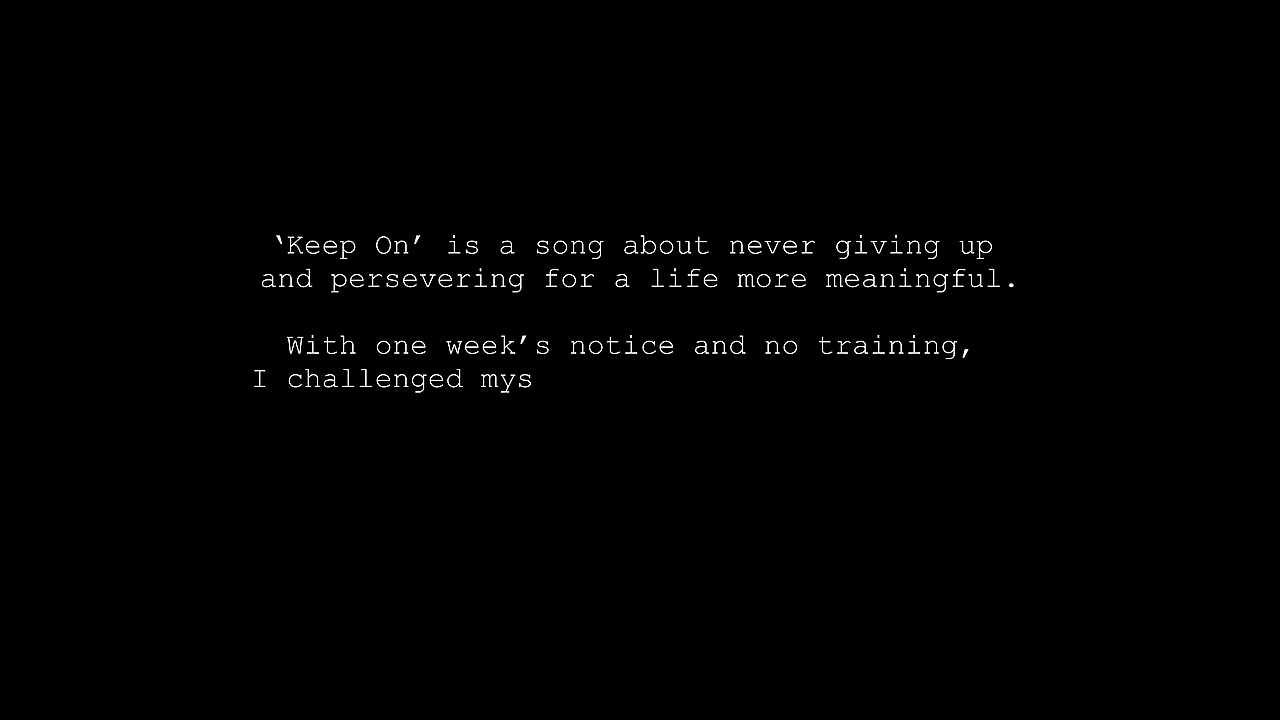 ‘Keep On’ is a song about never giving up
and persevering for a life more meaningful.
With one week’s notice and no training,
I challenged mys